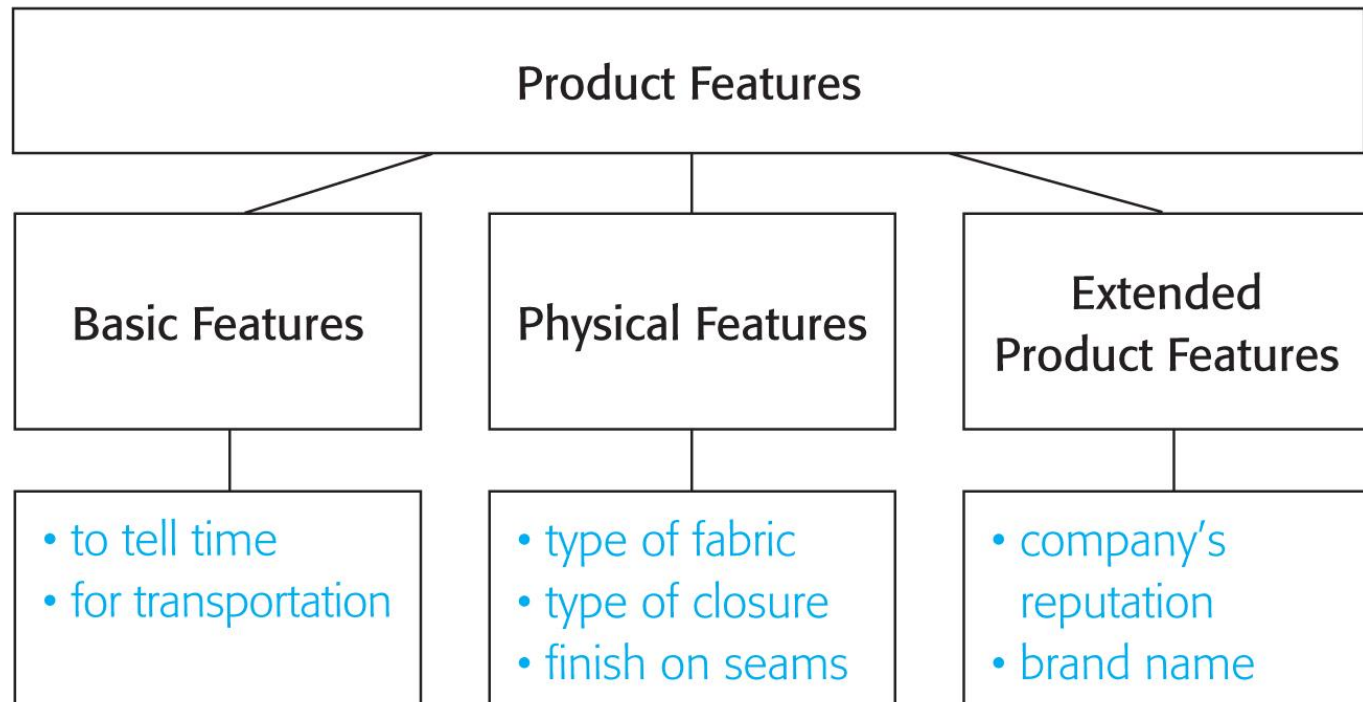 Product Features
Basic Features
Physical Features
Extended
Product Features
• to tell time
• for transportation
• type of fabric
• type of closure
• finish on seams
• company’s
reputation
• brand name